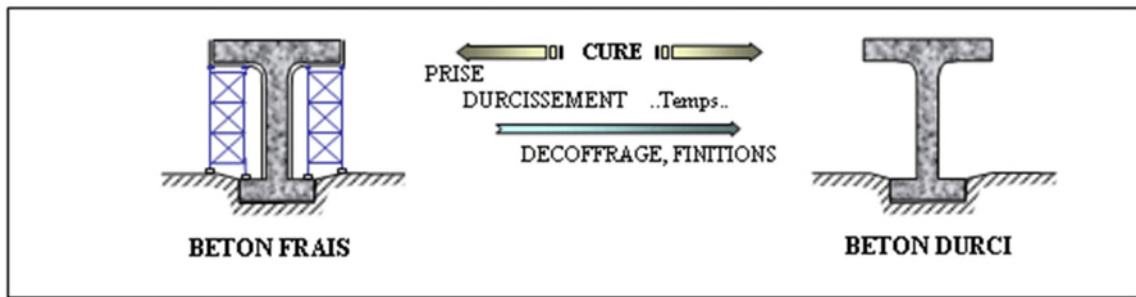 CURE
PRISE
DURCISSEMENT ..Temps..
DECOFFRAGE, FINITIONS
BETON FRAIS
BETON DURCI